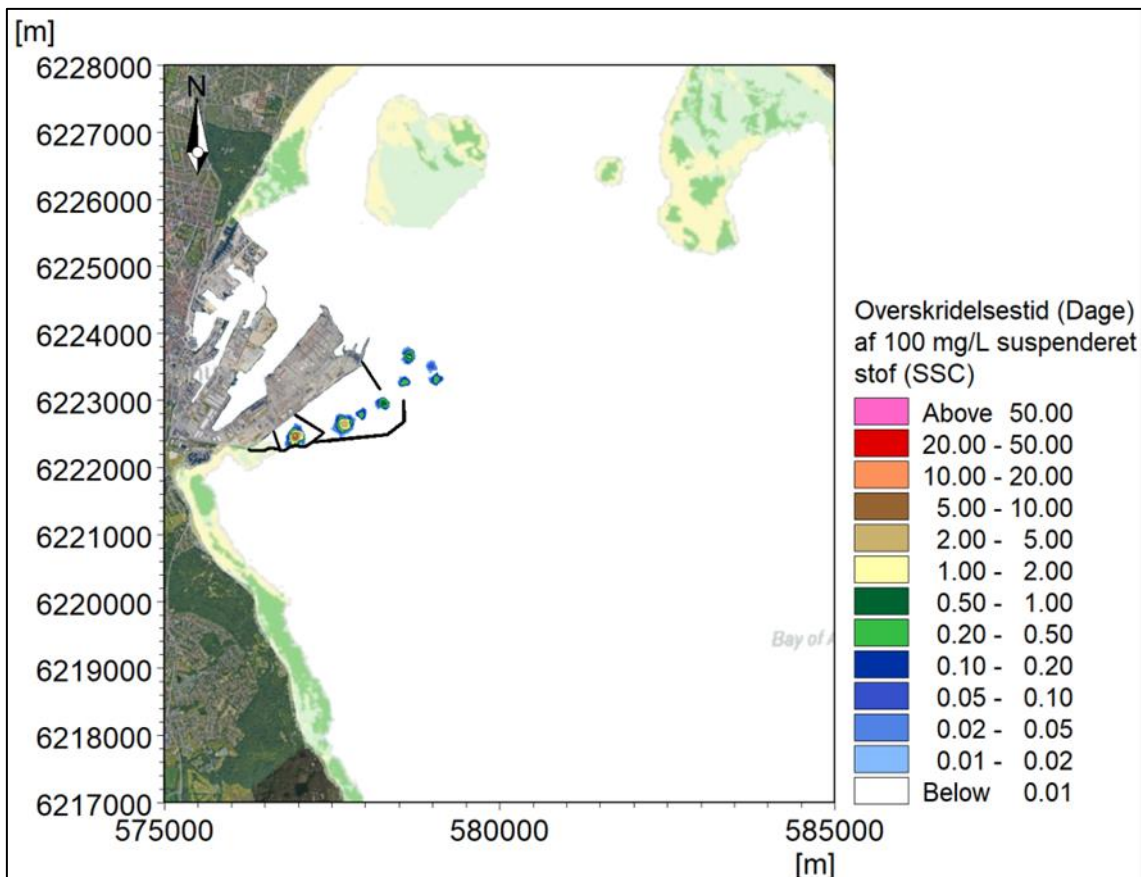 [m]
6228000
N
6227000
6226000
6225000
6224000
6223000
6222000
6221000
6220000
6219000
6218000
6217000
575000
580000
585000
[m]
Bay of A
Overskridelsestid (Dage)
af 100 mg/L suspenderet
stof (SSC)
Above 50.00
20.00 - 50.00
10.00 - 20.00
5.00 - 10.00
2.00 - 5.00
1.00 - 2.00
0.50 - 1.00
0.20 - 0.50
0.10 - 0.20
0.05 - 0.10
0.02 - 0.05
0.01 - 0.02
Below 0.01